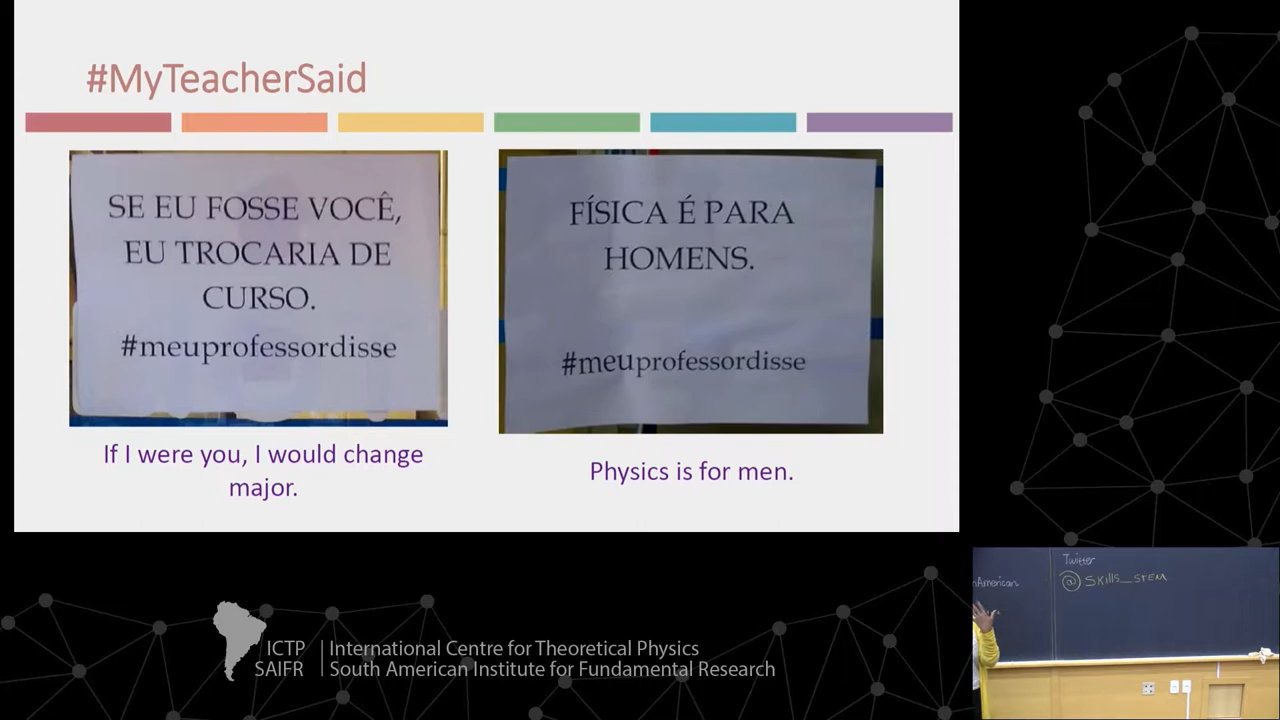 #MyTeacherSaid
SE EU FOSSE VOCÊ,
EU TROCARIA DE
CURSO.
#meuprofessordisse
If I were you, I would change
major.
FÍSICA É PARA
HOMENS.
#meuprofessordisse
Physics is for men.
Twitter
@ Skills_STEM
American
ICTP
SAIFR
International Centre for Theoretical Physics
South American Institute for Fundamental Research